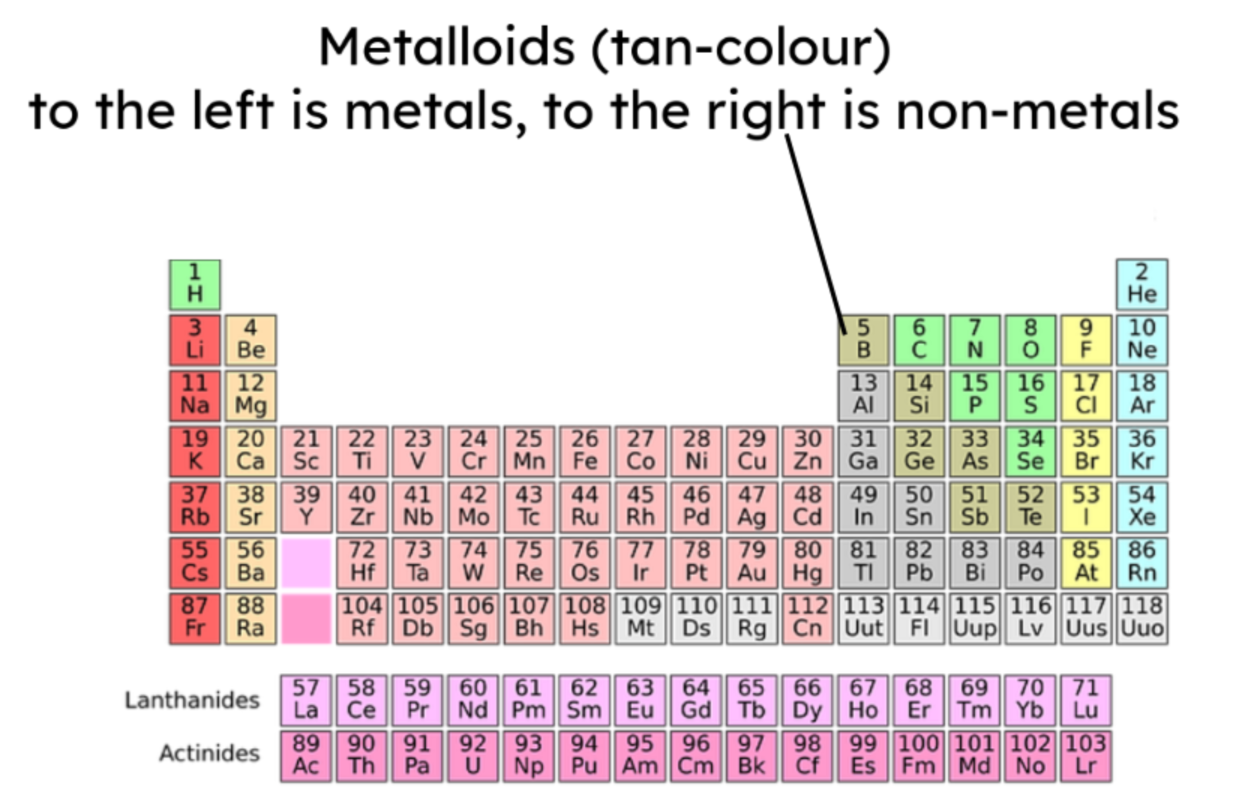 Metalloids (tan-colour)
to the left is metals, to the right is non-metals
1 2
H He
3 4 5 6 7 8 9 10
Li Be B C N O F Ne
11 12 13 14 15 16 17 18
Na Mg Al Si P S Cl Ar
19 20 21 22 23 24 25 26 27 28 29 30 31 32 33 34 35 36
K Ca Sc Ti V Cr Mn Fe Co Ni Cu Zn Ga Ge As Se Br Kr
37 38 39 40 41 42 43 44 45 46 47 48 49 50 51 52 53 54
Rb Sr Y Zr Nb Mo Tc Ru Rh Pd Ag Cd In Sn Sb Te I Xe
55 56 72 73 74 75 76 77 78 79 80 81 82 83 84 85 86
Cs Ba Hf Ta W Re Os Ir Pt Au Hg Tl Pb Bi Po At Rn
87 88 104 105 106 107 108 109 110 111 112 113 114 115 116 117 118
Fr Ra Rf Db Sg Bh Hs Mt Ds Rg Cn Uut Fl Uup Lv Uus Uuo
Lanthanides
57 58 59 60 61 62 63 64 65 66 67 68 69 70 71
La Ce Pr Nd Pm Sm Eu Gd Tb Dy Ho Er Tm Yb Lu
Actinides
89 90 91 92 93 94 95 96 97 98 99 100 101 102 103
Ac Th Pa U Np Pu Am Cm Bk Cf Es Fm Md No Lr